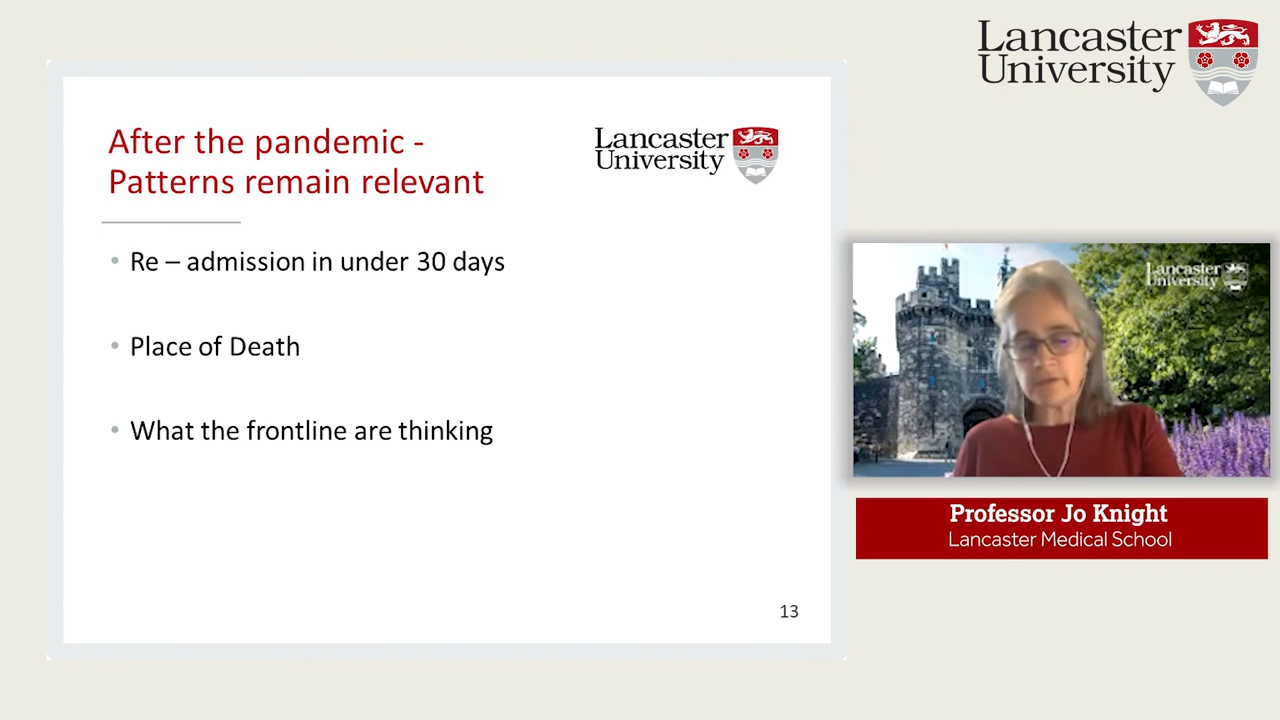 Lancaster
University
After the pandemic -
Patterns remain relevant
Lancaster
University
• Re – admission in under 30 days
• Place of Death
• What the frontline are thinking
13
Lancaster
University
Professor Jo Knight
Lancaster Medical School